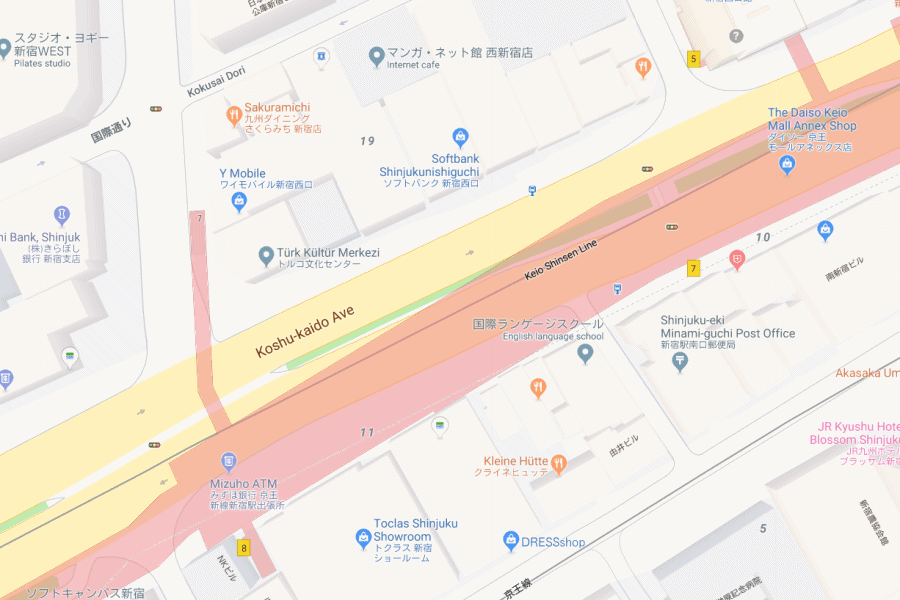 スタジオ・ヨギー
新宿WEST
Pilates studio
国際通り
Kokusai Dori
マンガ・ネット館 西新宿店
Internet cafe
5
Sakuramichi
九州ダイニング
さくらみち 新宿店
19
Softbank
Shinjukunishiguchi
ソフトバンク 新宿西口
Y Mobile
ワイモバイル新宿西口
7
The Daiso Keio
Mall Annex Shop
ダイソー 京王
モールアネックス店
ni Bank, Shinjuk
(株)きらぼし
銀行 新宿支店
Türk Kültür Merkezi
トルコ文化センター
Keio Shinsen Line
7
10
南新宿ビル
Koshu-kaido Ave
国際ランゲージスクール
English language school
Shinjuku-eki
Minami-guchi Post Office
新宿駅南口郵便局
Akasaka Um
11
JR Kyushu Hote
Blossom Shinjuku
JR九州ホテ
ブラッサム新宿
由井ビル
Kleine Hütte
クライネヒュッテ
Mizuho ATM
みずほ銀行 京王
新線新宿駅出張所
Toclas Shinjuku
Showroom
トクラス 新宿
ショールーム
DRESSshop
8
NKビル
5
京王線
ソフトキャンパス新宿